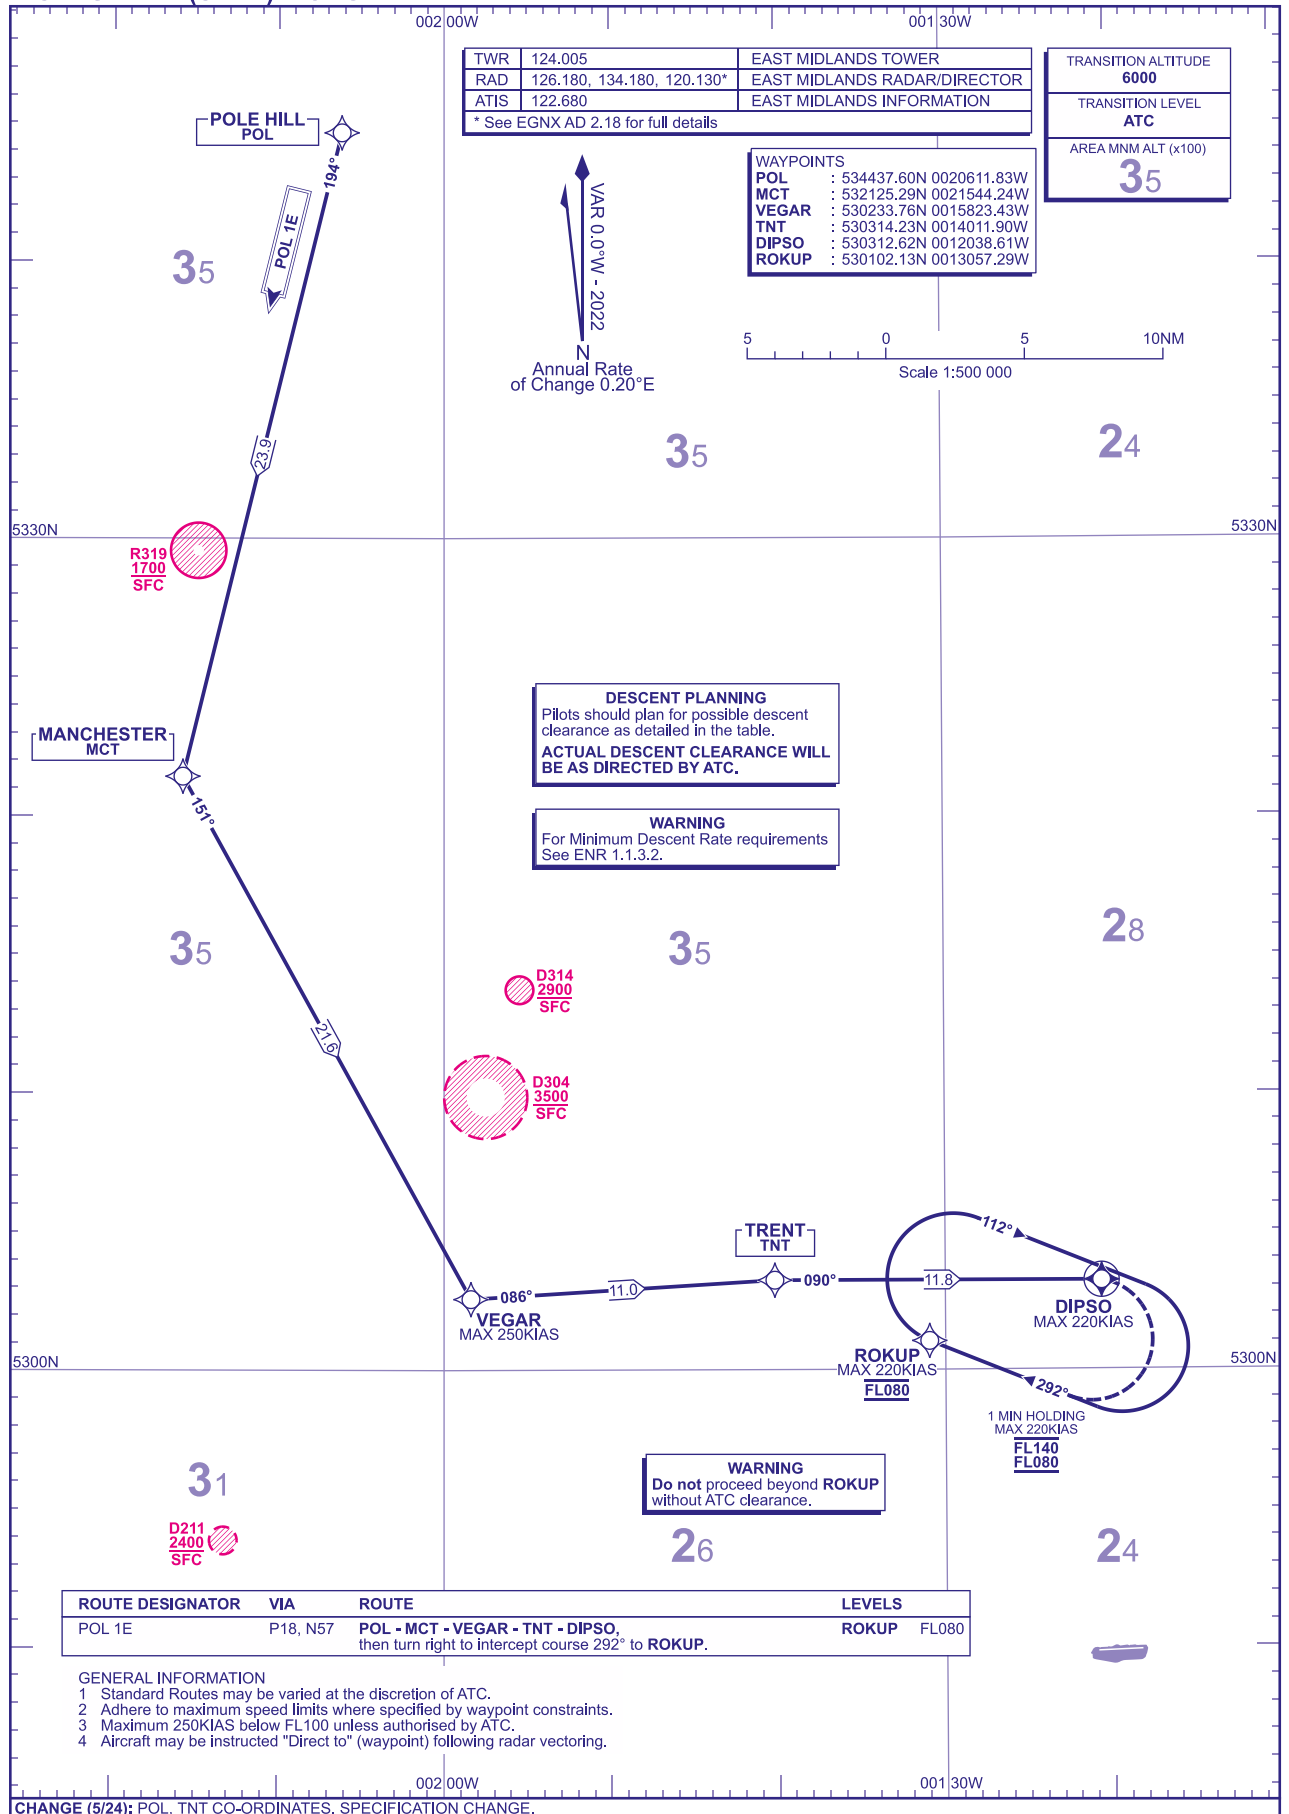 002 00W
001 30W
TWR 124.005 EAST MIDLANDS TOWER
RAD 126.180, 134.180, 120.130* EAST MIDLANDS RADAR/DIRECTOR
ATIS 122.680 EAST MIDLANDS INFORMATION
* See EGNX AD 2.18 for full details
TRANSITION ALTITUDE
6000
TRANSITION LEVEL
ATC
AREA MNM ALT (x100)
35
POLE HILL
POL
194°
POL 1E
35
VAR 0.0°W - 2022
N
Annual Rate
of Change 0.20°E
WAYPOINTS
POL : 534437.60N 0020611.83W
MCT : 532125.29N 0021544.24W
VEGAR : 530233.76N 0015823.43W
TNT : 530314.23N 0014011.90W
DIPSO : 530312.62N 0012038.61W
ROKUP : 530102.13N 0013057.29W
5 0 5 10NM
Scale 1:500 000
23.9
35
24
5330N
5330N
R319
1700
SFC
MANCHESTER
MCT
151°
DESCENT PLANNING
Pilots should plan for possible descent
clearance as detailed in the table.
ACTUAL DESCENT CLEARANCE WILL
BE AS DIRECTED BY ATC.
WARNING
For Minimum Descent Rate requirements
See ENR 1.1.3.2.
35
35
28
D314
2900
SFC
21.6
D304
3500
SFC
TRENT
TNT
112°
086°
11.0
090°
11.8
VEGAR
MAX 250KIAS
DIPSO
MAX 220KIAS
ROKUP
MAX 220KIAS
FL080
5300N
5300N
292°
1 MIN HOLDING
MAX 220KIAS
FL140
FL080
WARNING
Do not proceed beyond ROKUP
without ATC clearance.
31
D211
2400
SFC
26
24
ROUTE DESIGNATOR VIA ROUTE LEVELS
POL 1E P18, N57 POL - MCT - VEGAR - TNT - DIPSO, ROKUP FL080
then turn right to intercept course 292° to ROKUP.
GENERAL INFORMATION
1 Standard Routes may be varied at the discretion of ATC.
2 Adhere to maximum speed limits where specified by waypoint constraints.
3 Maximum 250KIAS below FL100 unless authorised by ATC.
4 Aircraft may be instructed "Direct to" (waypoint) following radar vectoring.
002 00W
001 30W
CHANGE (5/24): POL, TNT CO-ORDINATES. SPECIFICATION CHANGE.